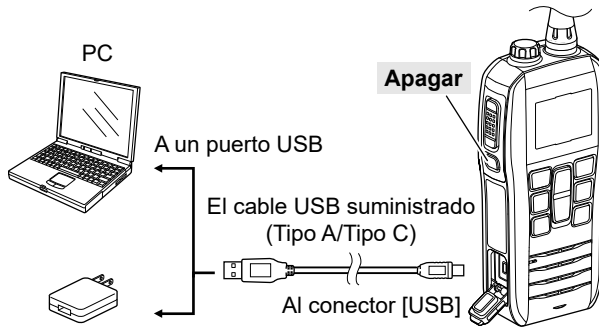 PC
Apagar
A un puerto USB
El cable USB suministrado
(Tipo A/Tipo C)
Al conector [USB]